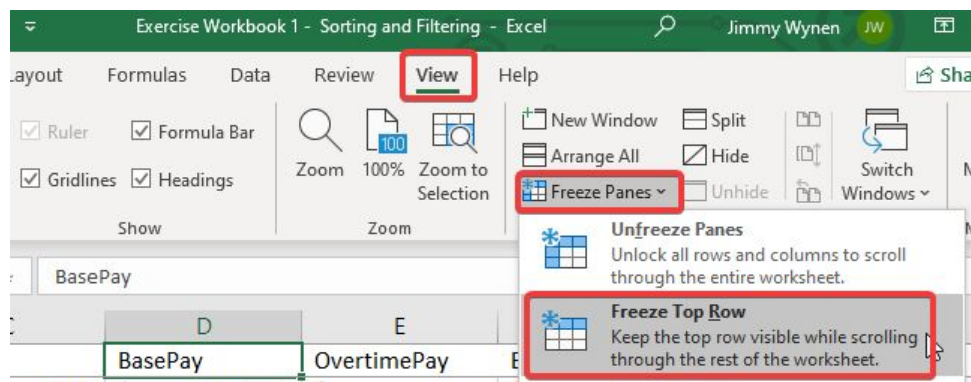 Exercise Workbook 1 - Sorting and Filtering - Excel
Jimmy Wynen
JW
Layout Formulas Data Review View Help
Sha
Ruler Formula Bar
Gridlines Headings
Show
Zoom 100% Zoom to
Selection
100
Zoom
New Window Split
Arrange All Hide
Freeze Panes Unhide
Switch
Windows
Unfreeze Panes
Unlock all rows and columns to scroll
through the entire worksheet.
Freeze Top Row
Keep the top row visible while scrolling
through the rest of the worksheet.
BasePay
D E
BasePay OvertimePay